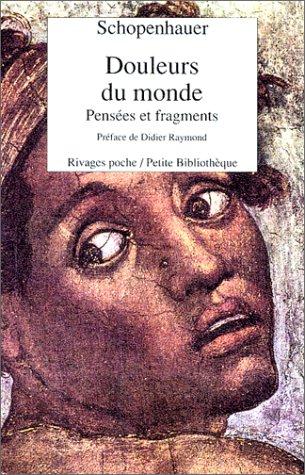 Schopenhauer
Douleurs
du monde
Pensées et fragments
Préface de Didier Raymond
Rivages poche / Petite Bibliothèque